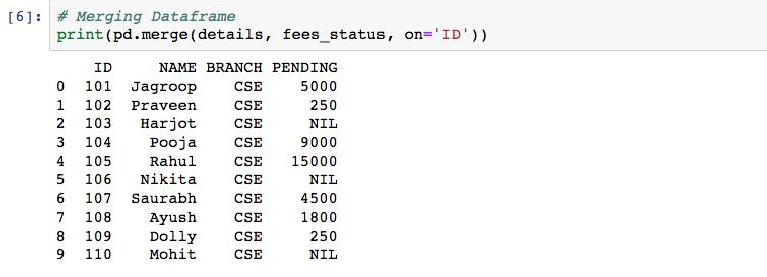 [6]: # Merging Dataframe
print(pd.merge(details, fees_status, on='ID'))
ID NAME BRANCH PENDING
0 101 Jagroop CSE 5000
1 102 Praveen CSE 250
2 103 Harjot CSE NIL
3 104 Pooja CSE 9000
4 105 Rahul CSE 15000
5 106 Nikita CSE NIL
6 107 Saurabh CSE 4500
7 108 Ayush CSE 1800
8 109 Dolly CSE 250
9 110 Mohit CSE NIL